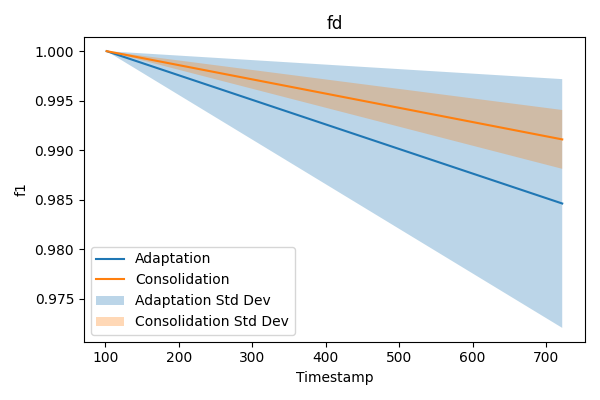 fd
1.000
0.995
0.990
0.985
0.980
0.975
f1
Adaptation
Consolidation
Adaptation Std Dev
Consolidation Std Dev
100 200 300 400 500 600 700
Timestamp